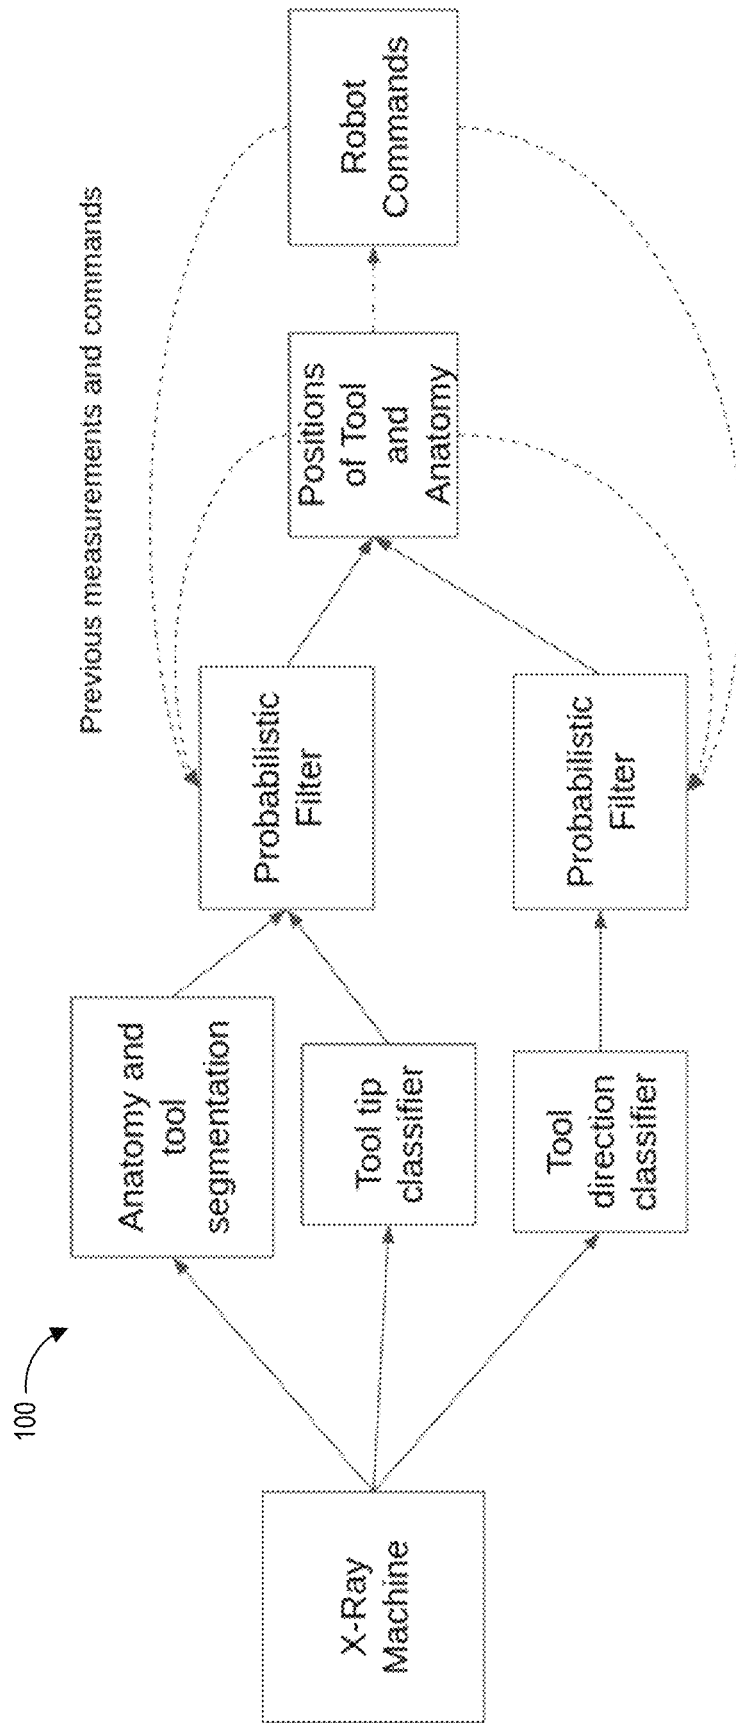 100
X-Ray
Machine
Anatomy and
tool
segmentation
Tool tip
classifier
Tool
direction
classifier
Probabilistic
Filter
Probabilistic
Filter
Previous measurements and commands
Positions
of Tool
and
Anatomy
Robot
Commands